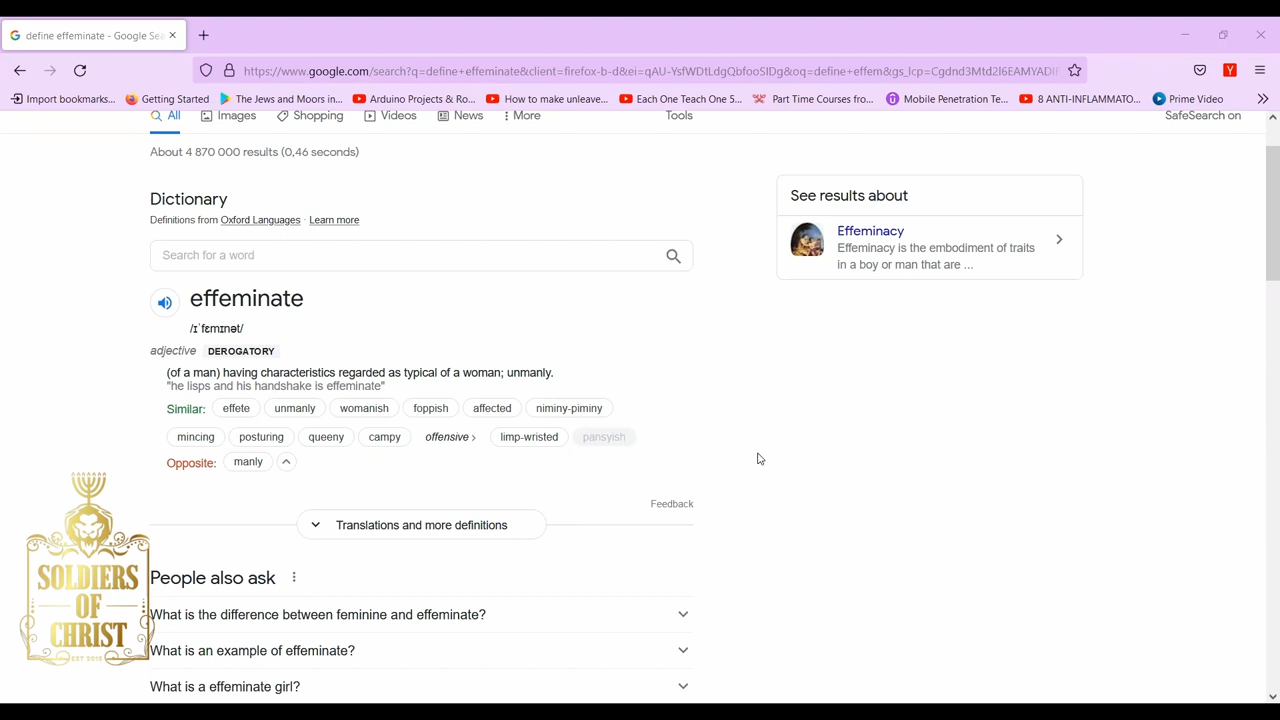 define effeminate - Google Sea
https://www.google.com/search?q=define+effeminate&client=firefox-b-d&ei=qAU-YsfWDtLdgQbfooSIDg&oq=define+effem&gs_lcp=Cgdnd3Mtd2l6EAMYADIF
Import bookmarks...
Getting Started
The Jews and Moors in...
Arduino Projects & Ro...
How to make unleave...
Each One Teach One 5...
Part Time Courses fro...
Mobile Penetration Te...
8 ANTI-INFLAMMATO...
Prime Video
All Images Shopping Videos News More Tools SafeSearch on
About 4 870 000 results (0,46 seconds)
Dictionary
Definitions from Oxford Languages · Learn more
Search for a word
effeminate
/ɪˈfɛmɪnət/
adjective DEROGATORY
(of a man) having characteristics regarded as typical of a woman; unmanly.
"he lisps and his handshake is effeminate"
Similar: effete unmanly womanish foppish affected niminy-piminy
mincing posturing queeny campy offensive limp-wristed pansyish
Opposite: manly
Feedback
Translations and more definitions
People also ask
What is the difference between feminine and effeminate?
What is an example of effeminate?
What is a effeminate girl?
See results about
Effeminacy
Effeminacy is the embodiment of traits
in a boy or man that are ...
SOLDIERS
OF
CHRIST
EST 2015